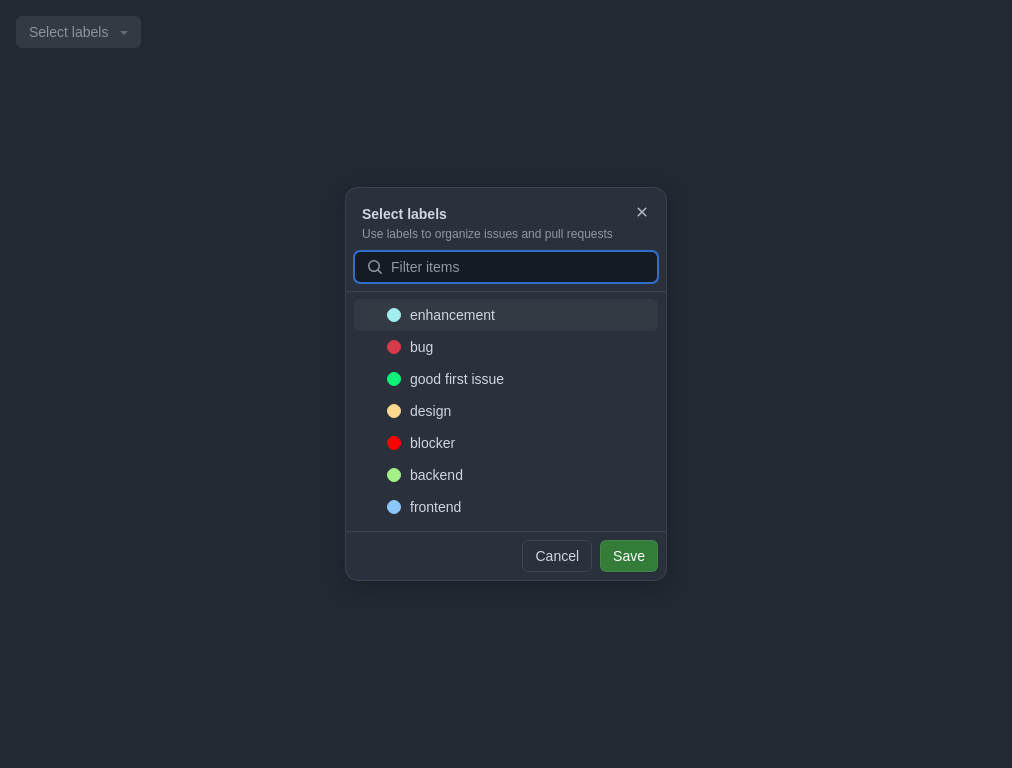 Select labels
Select labels
Use labels to organize issues and pull requests
Filter items
enhancement
bug
good first issue
design
blocker
backend
frontend
Cancel Save